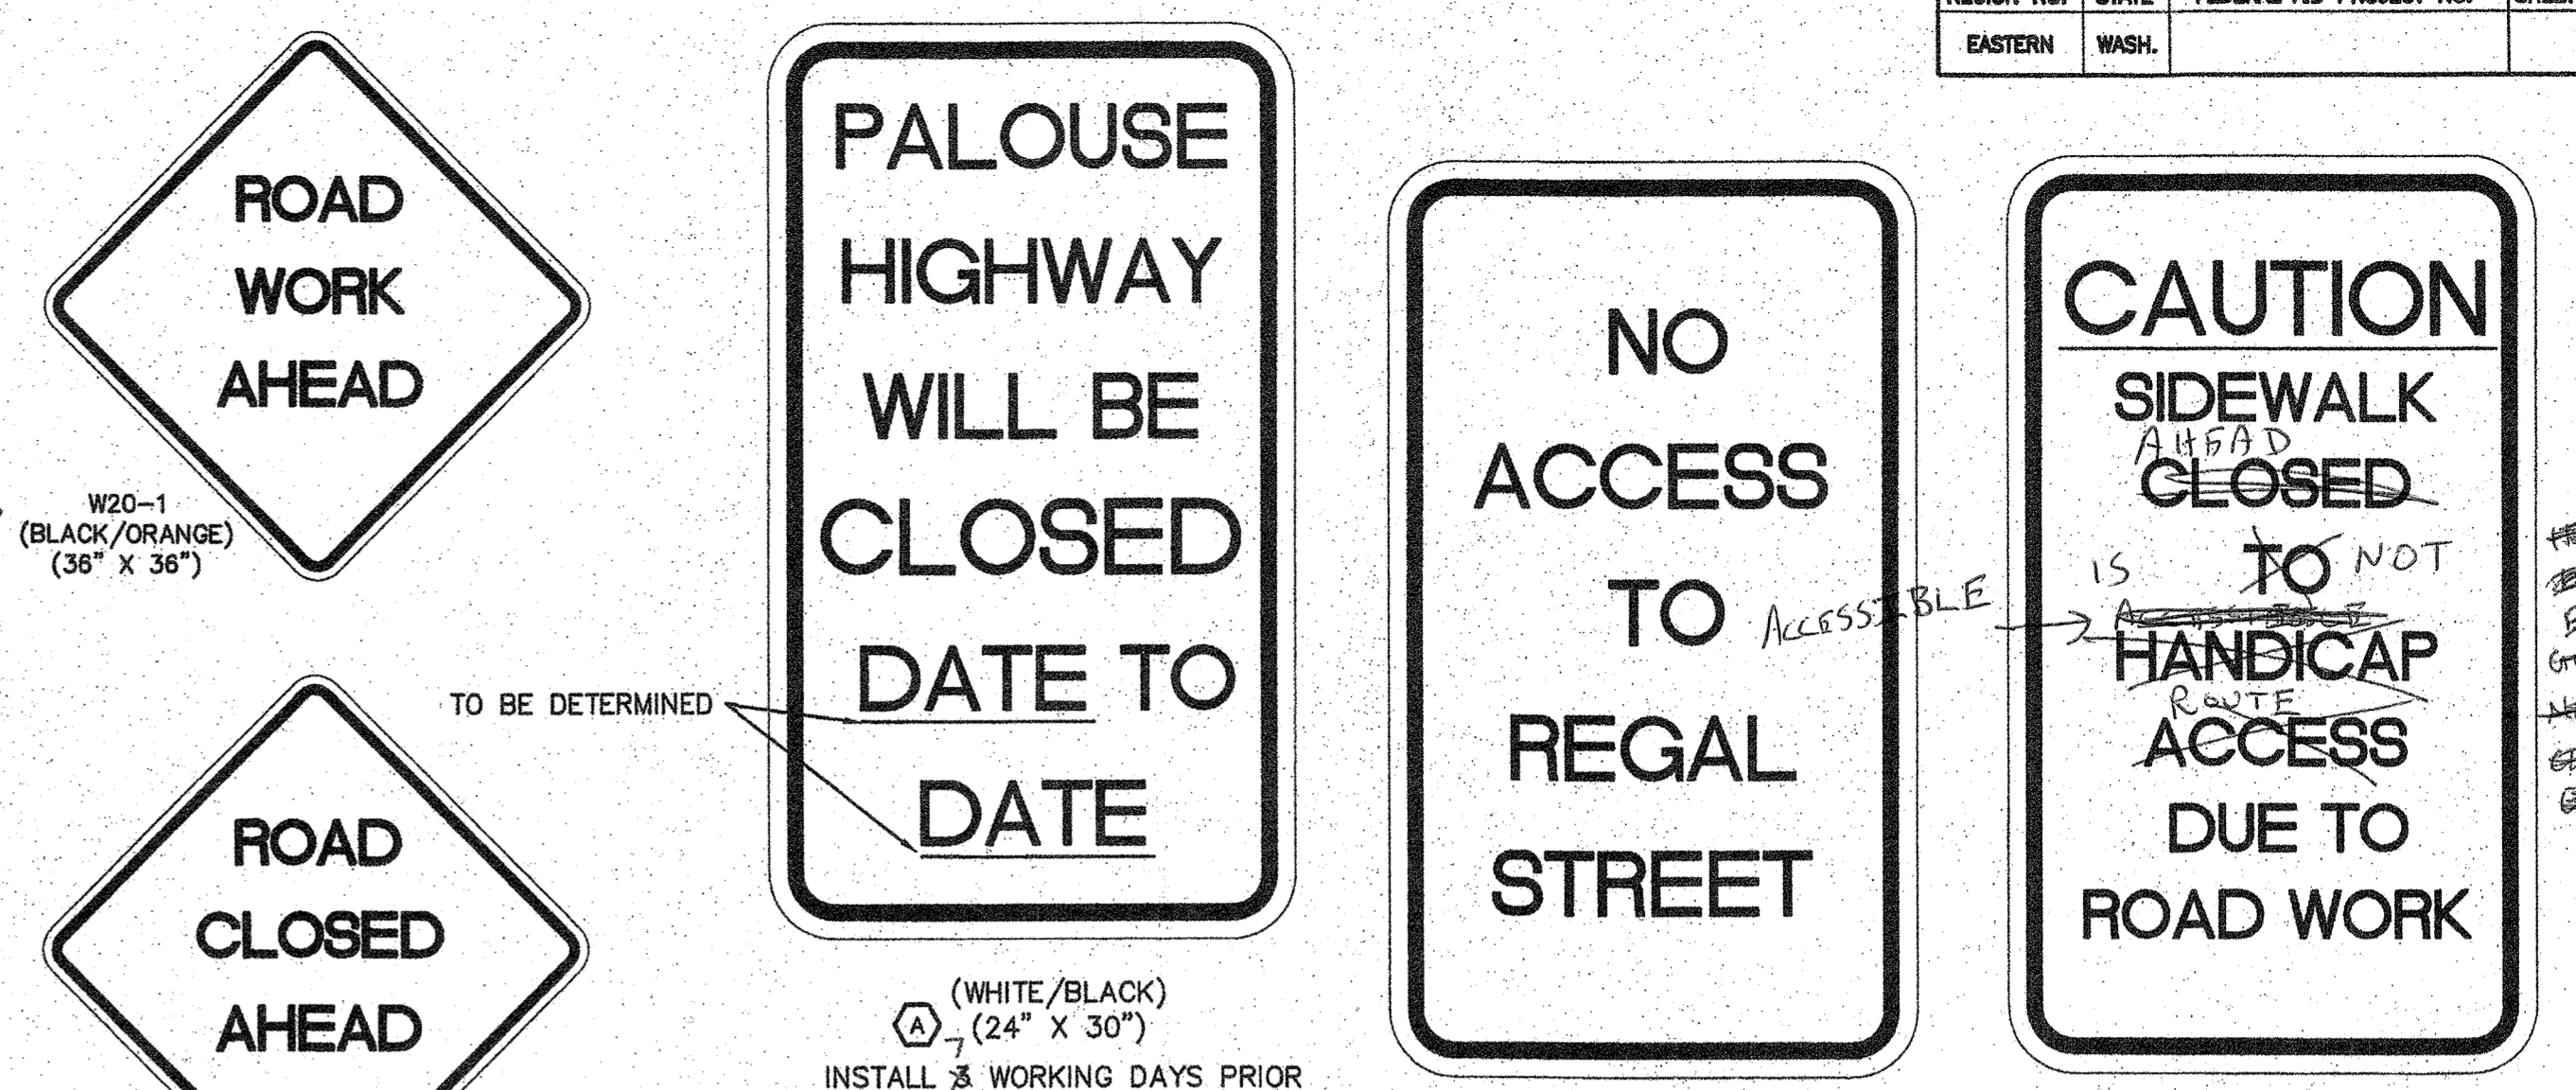 EASTERN WASH.
ROAD
WORK
AHEAD
W20-1
(BLACK/ORANGE)
(36" X 36")
ROAD
CLOSED
AHEAD
PALOUSE
HIGHWAY
WILL BE
CLOSED
DATE TO
DATE
TO BE DETERMINED
(WHITE/BLACK)
A (24" X 30")
7
INSTALL 3 WORKING DAYS PRIOR
NO
ACCESS
TO
REGAL
STREET
CAUTION
SIDEWALK
AHEAD
CLOSED
IS TO NOT
ACCESSIBLE
ACCESSIBLE
HANDICAP
ROUTE
ACCESS
DUE TO
ROAD WORK